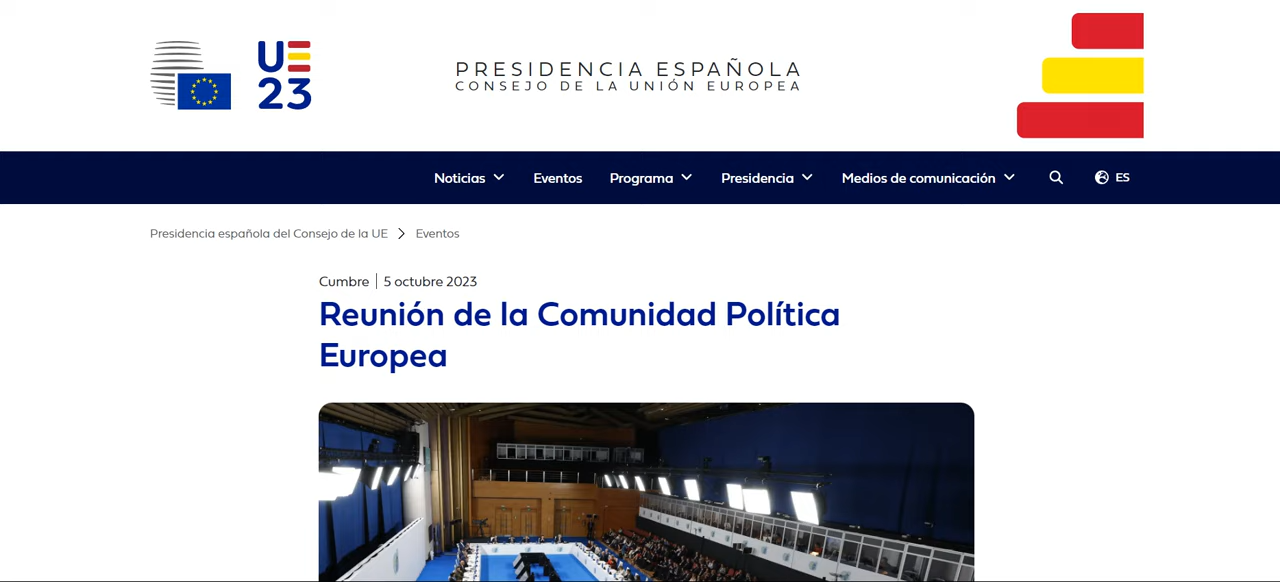 UE
23
PRESIDENCIA ESPAÑOLA
CONSEJO DE LA UNIÓN EUROPEA
Noticias Eventos Programa Presidencia Medios de comunicación ES
Presidencia española del Consejo de la UE > Eventos
Cumbre | 5 octubre 2023
Reunión de la Comunidad Política
Europea